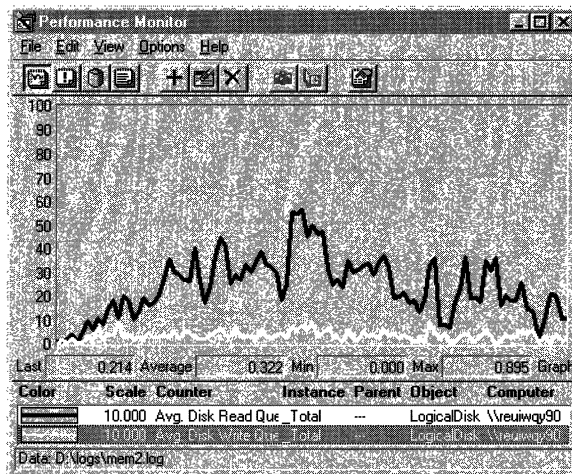 Performance Monitor
File Edit View Options Help
100
90
80
70
60
50
40
30
20
10
0
Last 0.214 Average 0.322 Min 0.000 Max 0.895 Graph
Color Scale Counter Instance Parent Object Computer
10.000 Avg. Disk Read Que _Total --- LogicalDisk \\reuiwqy90
10.000 Avg. Disk Write Que _Total --- LogicalDisk \\reuiwqy90
Data: D:\logs\mem2.log